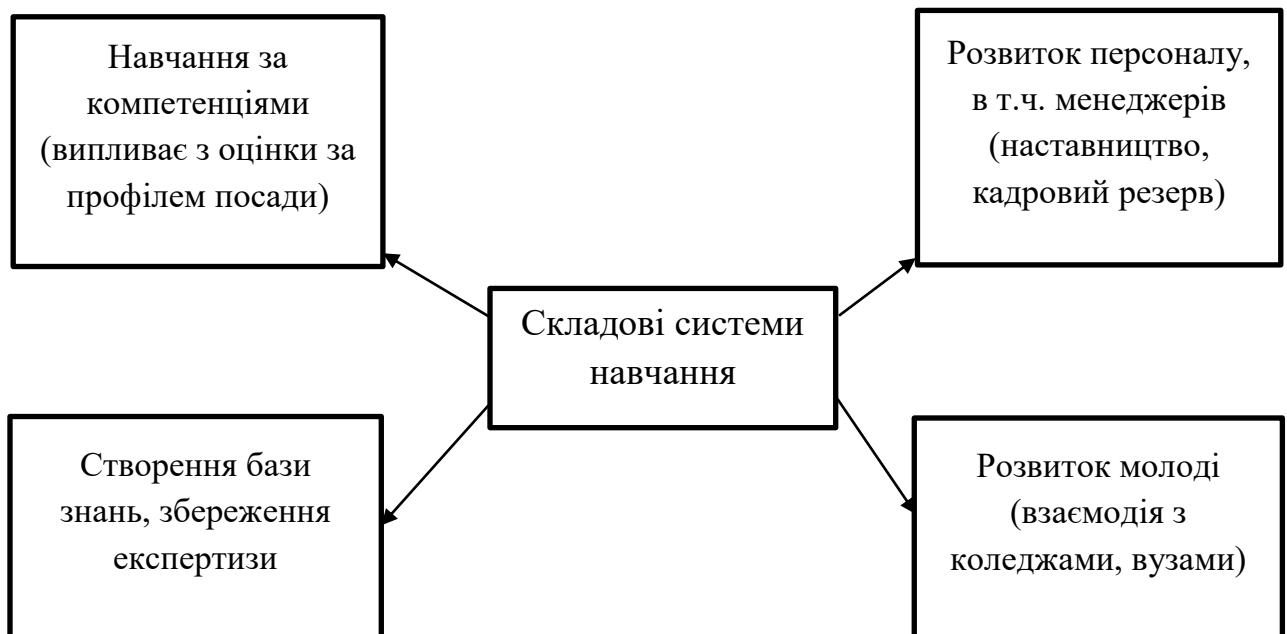 Навчання за
компетенціями
(випливає з оцінки за
профілем посади)
Розвиток персоналу,
в т.ч. менеджерів
(наставництво,
кадровий резерв)
Складові системи
навчання
Створення бази
знань, збереження
експертизи
Розвиток молоді
(взаємодія з
коледжами, вузами)